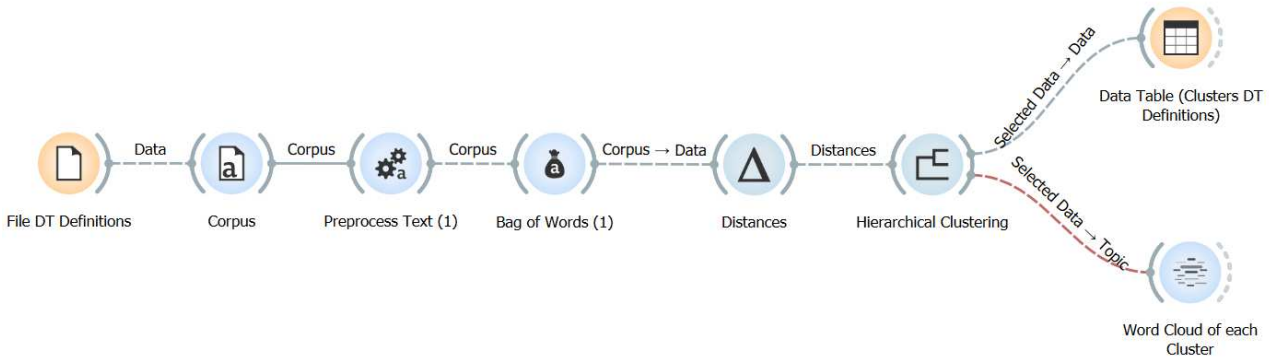 Selected Data → Data
Data Table (Clusters DT
Definitions)
Data
Corpus
Corpus
Corpus → Data
Distances
a
a
a
File DT Definitions
Corpus
Preprocess Text (1)
Bag of Words (1)
Distances
Hierarchical Clustering
Selected Data → Topic
Word Cloud of each
Cluster